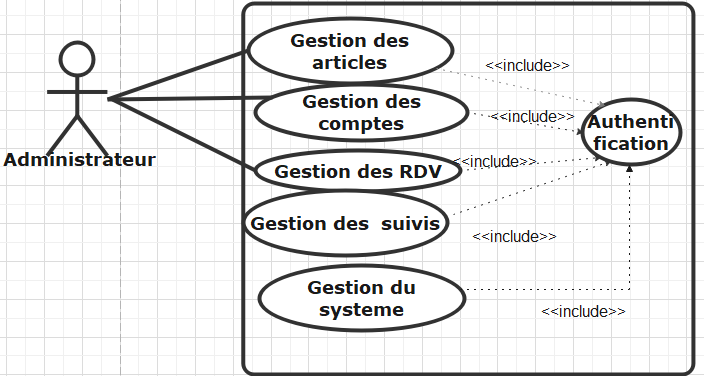 Gestion des
articles
<<include>>
Gestion des
comptes
<<include>>
Authenti
fication
Administrateur
Gestion des RDV
<<include>>
Gestion des  suivis
<<include>>
Gestion du
systeme
<<include>>